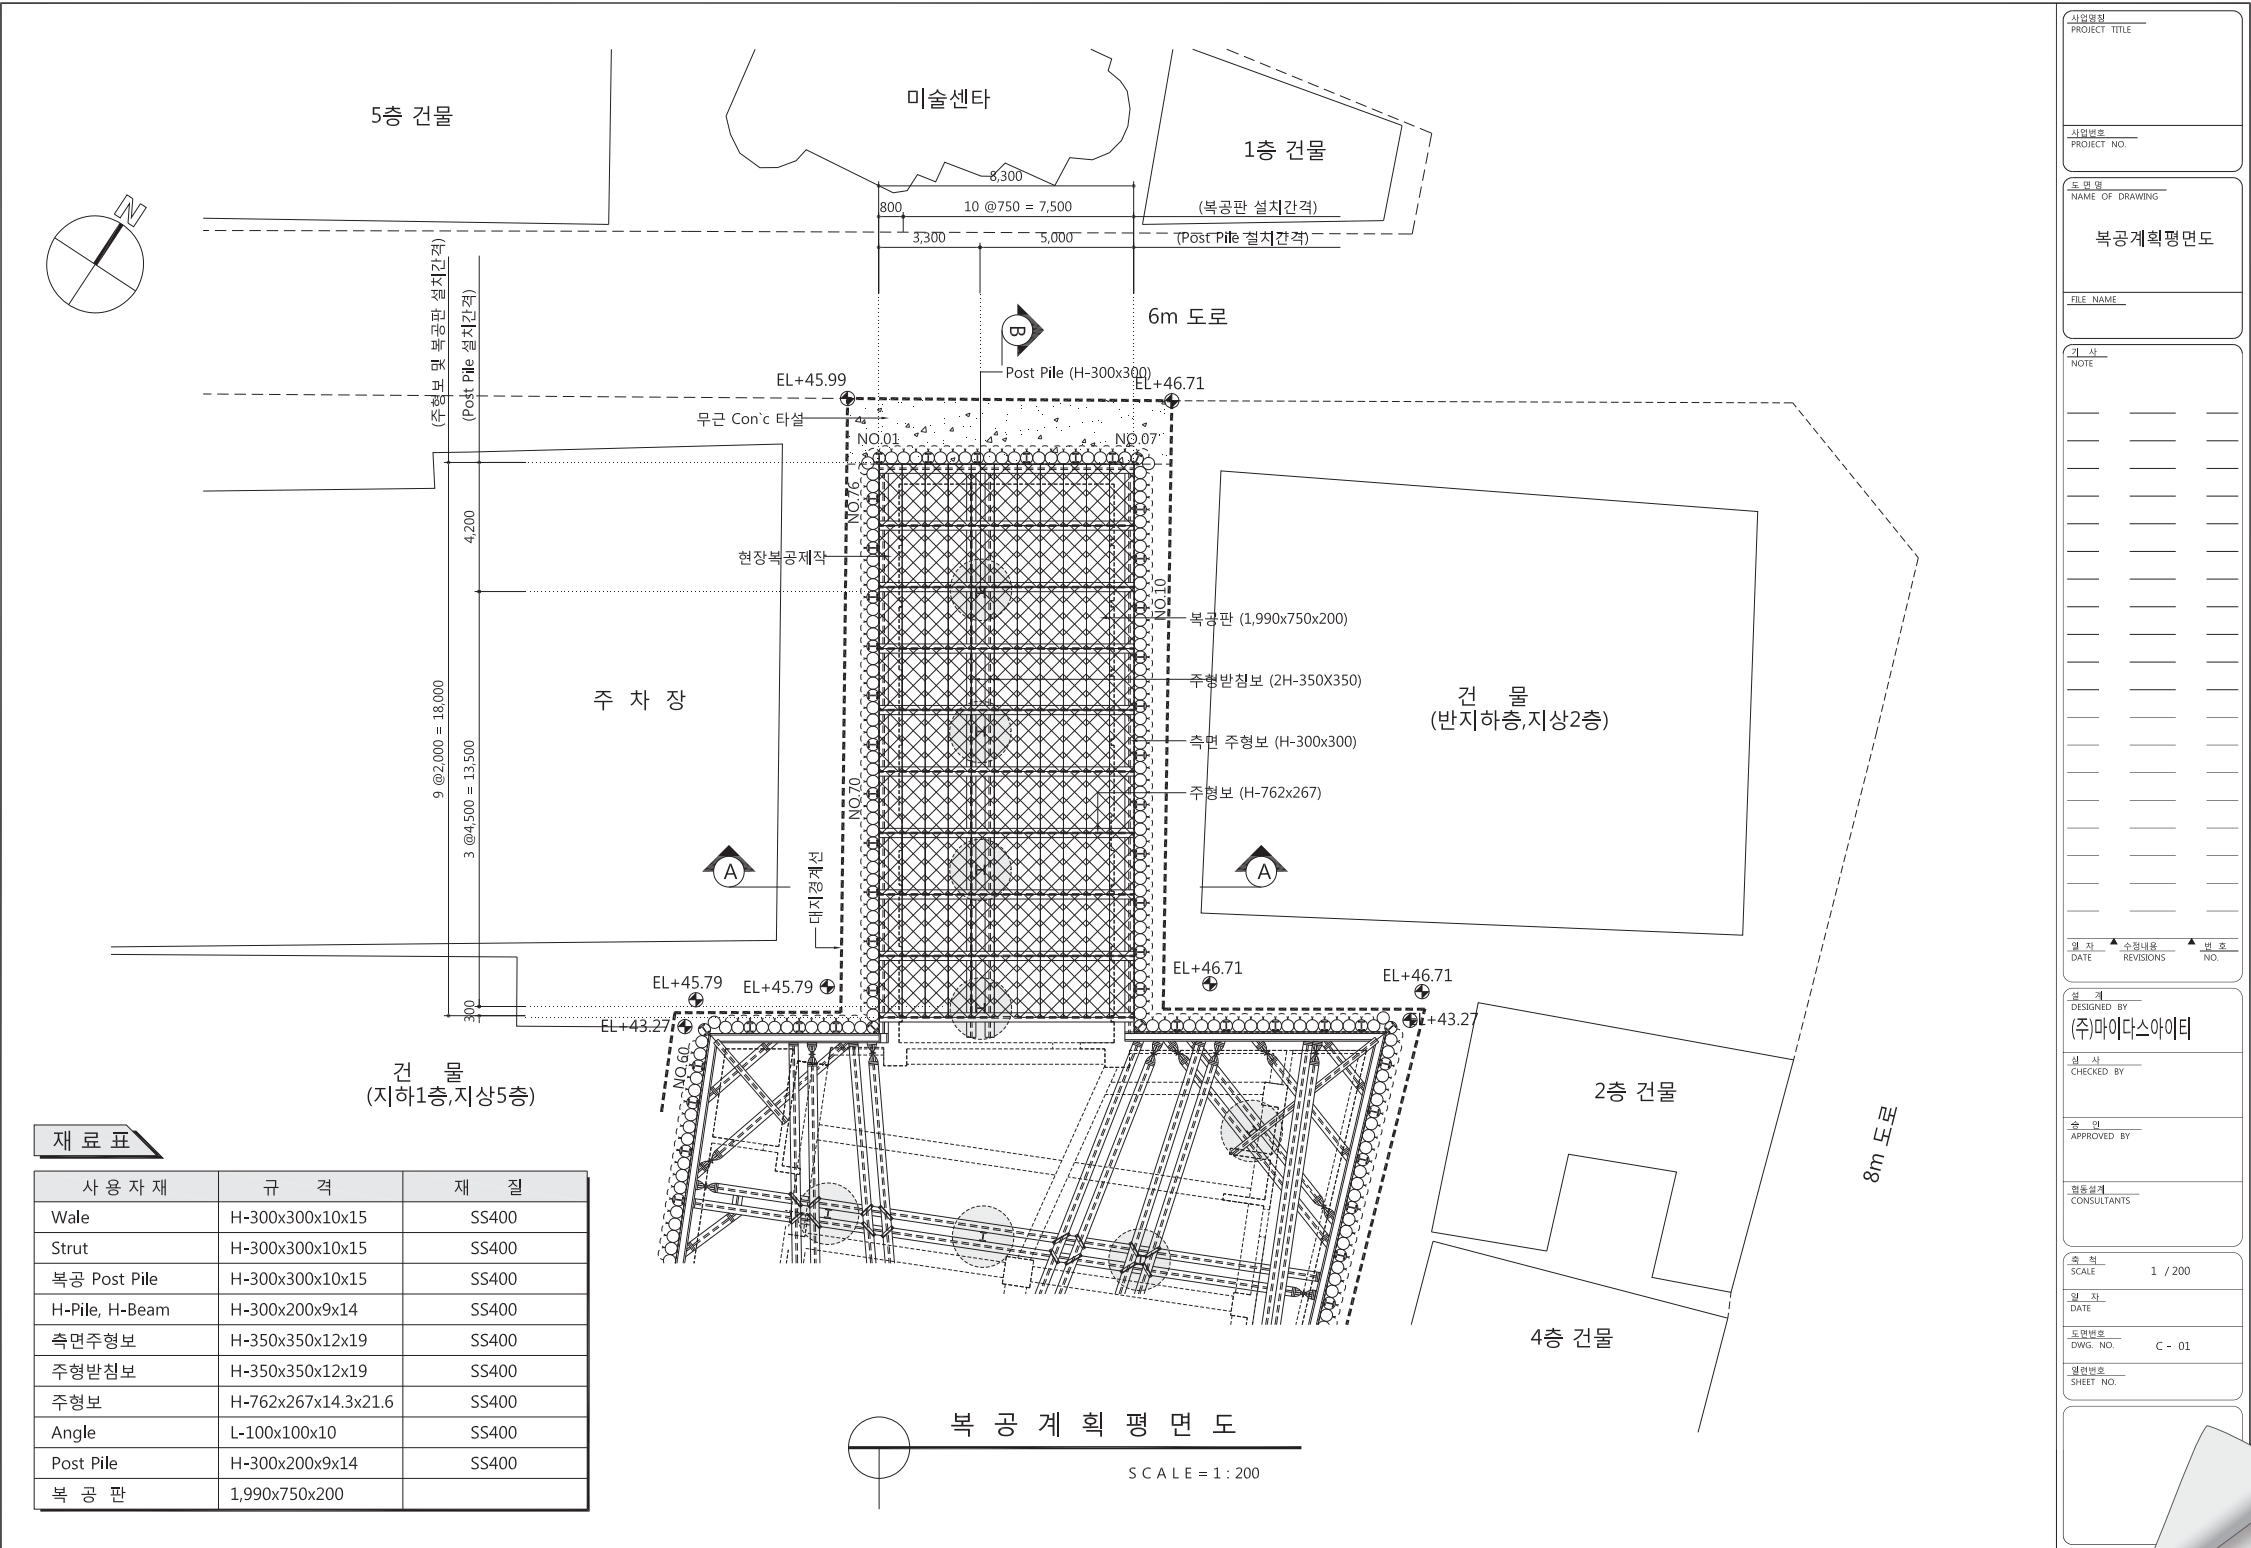 5층 건물
미술센타
1층 건물
N
8,300
800
10 @750 = 7,500
(복공판 설치간격)
3,300
5,000
(Post Pile 설치간격)
(주형보 및 복공판 설치간격)
(Post Pile 설치간격)
B
6m 도로
Post Pile (H-300x300)
EL+45.99
EL+46.71
무근 Con`c 타설
NO.01
NO.07
NO.76
4,200
현장복공제작
NO.10
복공판 (1,990x750x200)
주형받침보 (2H-350X350)
주 차 장
건 물
(반지하층,지상2층)
측면 주형보 (H-300x300)
9 @2,000 = 18,000
3 @4,500 = 13,500
NO.70
주형보 (H-762x267)
A
A
대지경계선
EL+45.79
EL+45.79
EL+46.71
EL+46.71
300
EL+43.27
EL+43.27
NO.60
건 물
(지하1층,지상5층)
2층 건물
8m 도로
4층 건물
재 료 표
사 용 자 재 규 격 재 질
Wale H-300x300x10x15 SS400
Strut H-300x300x10x15 SS400
복공 Post Pile H-300x300x10x15 SS400
H-Pile, H-Beam H-300x200x9x14 SS400
측면주형보 H-350x350x12x19 SS400
주형받침보 H-350x350x12x19 SS400
주형보 H-762x267x14.3x21.6 SS400
Angle L-100x100x10 SS400
Post Pile H-300x200x9x14 SS400
복 공 판 1,990x750x200
복 공 계 획 평 면 도
S C A L E = 1 : 200
사업명칭
PROJECT TITLE
사업번호
PROJECT NO.
도 면 명
NAME OF DRAWING
복공계획평면도
FILE NAME
기 사
NOTE
일 자 수정내용 번 호
DATE REVISIONS NO.
설 계
DESIGNED BY
(주)마이다스아이티
심 사
CHECKED BY
승 인
APPROVED BY
협동설계
CONSULTANTS
축 척
SCALE 1 / 200
일 자
DATE
도면번호
DWG. NO. C - 01
일련번호
SHEET NO.